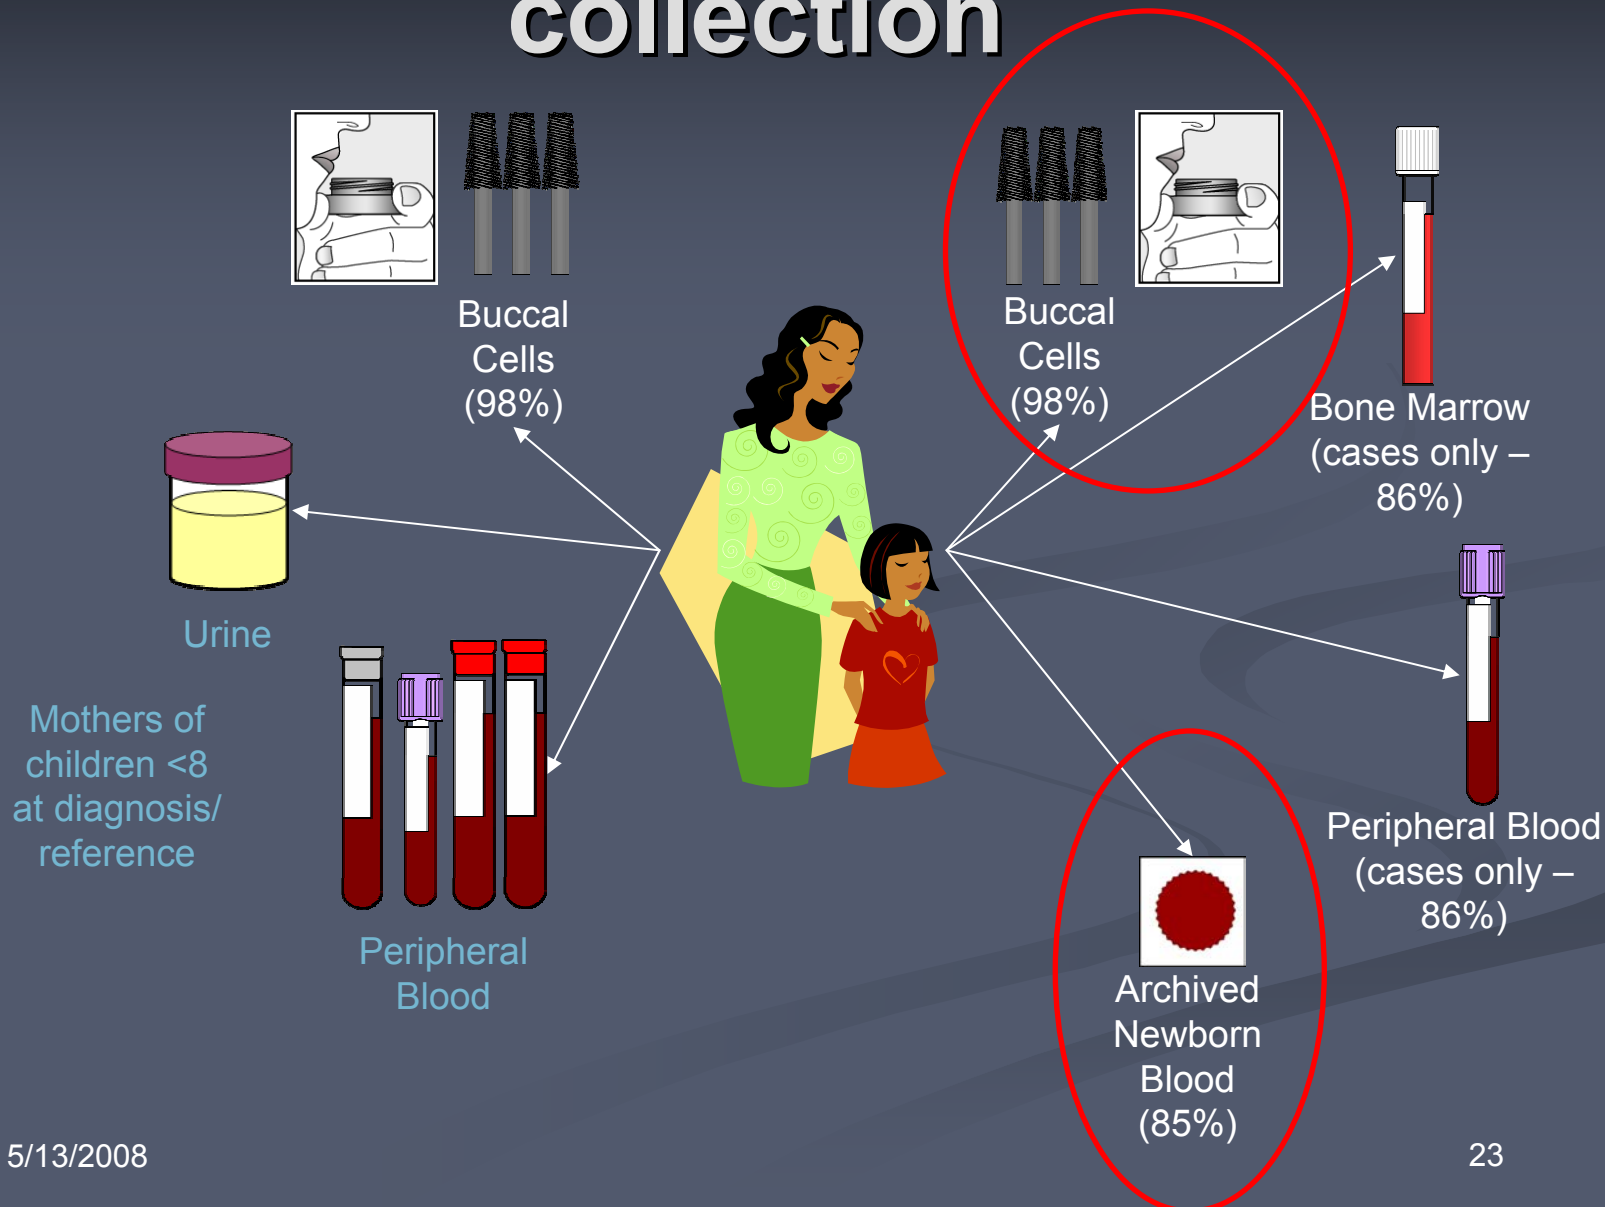 collection
Buccal
Cells
(98%)
Buccal
Cells
(98%)
Bone Marrow
(cases only –
86%)
Urine
Mothers of
children <8
at diagnosis/
reference
Peripheral
Blood
Peripheral Blood
(cases only –
86%)
Archived
Newborn
Blood
(85%)
5/13/2008
23